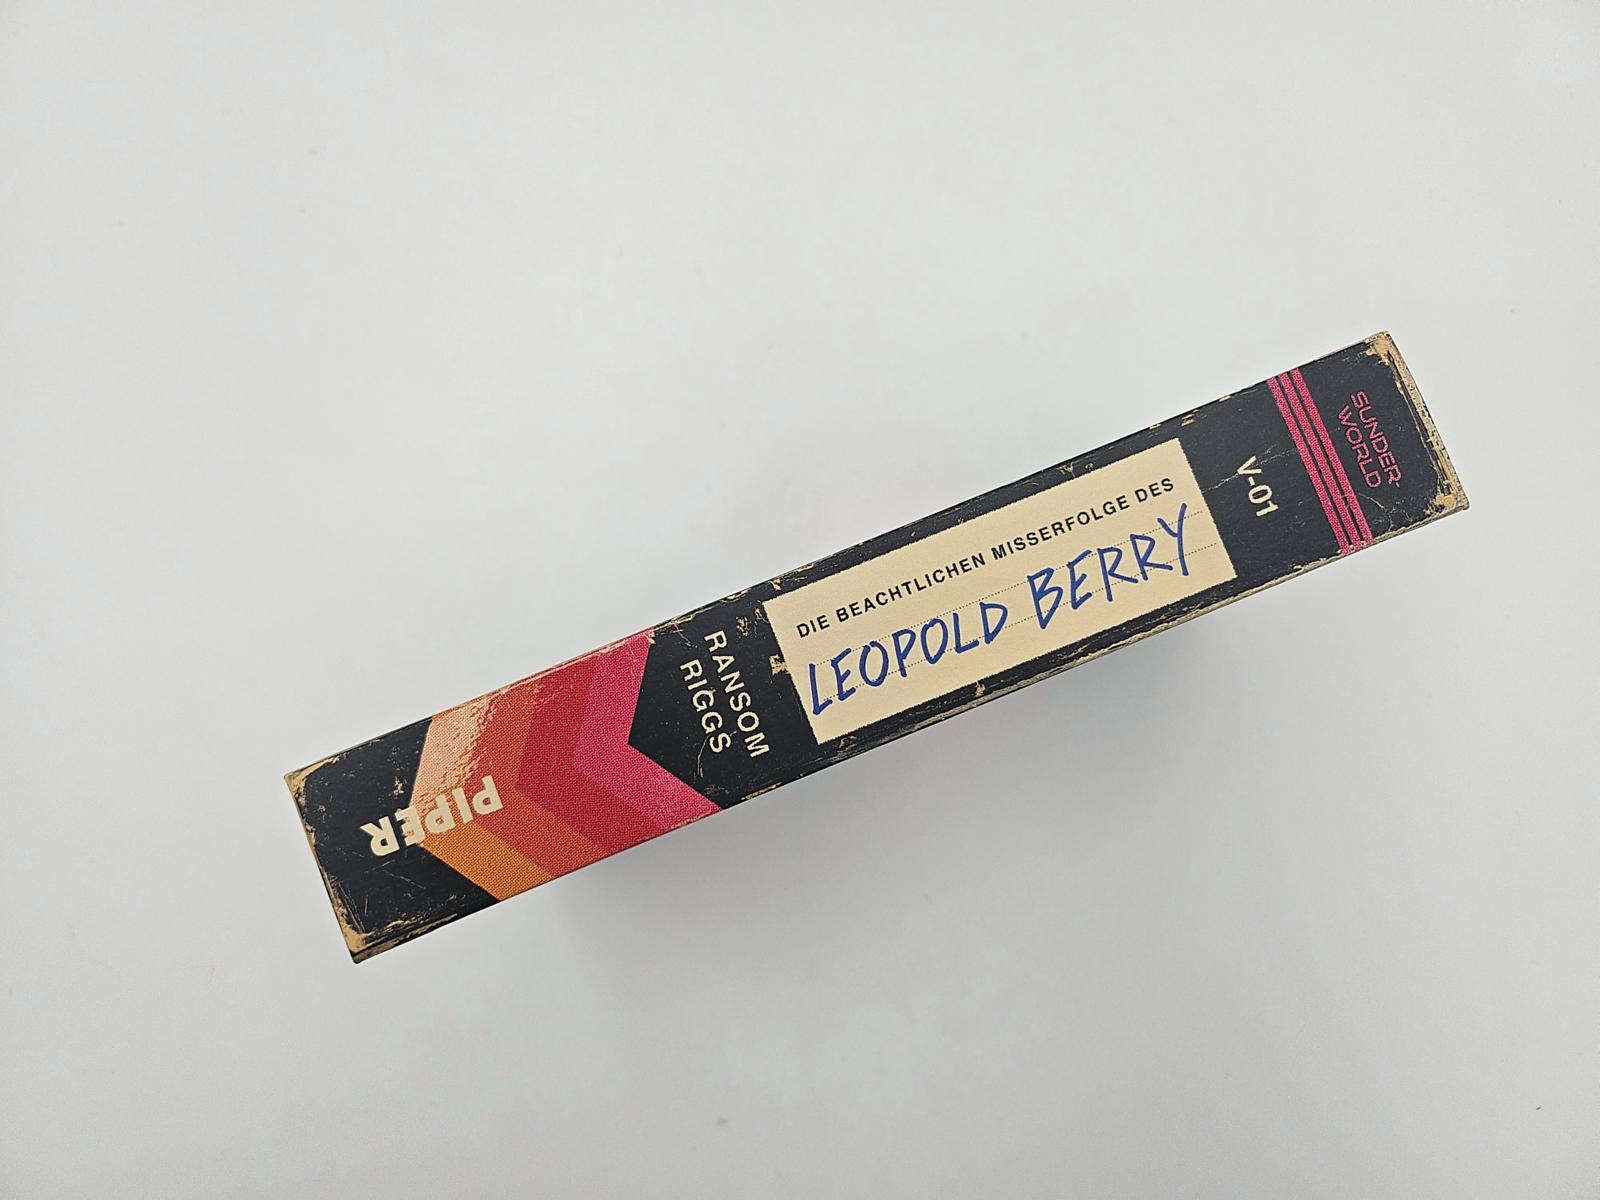 PIPER
RANSOM
RIGGS
DIE BEACHTLICHEN MISSERFOLGE DES
LEOPOLD BERRY
V-01
SUNDER-
WORLD